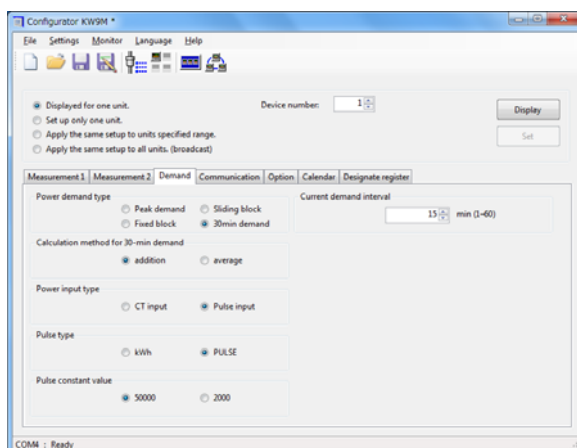 Configurator KW9M *
File Settings Monitor Language Help
Displayed for one unit.
Device number: 1
Display
Set up only one unit.
Apply the same setup to units specified range.
Set
Apply the same setup to all units. (broadcast)
Measurement 1 Measurement 2 Demand Communication Option Calendar Designate register
Power demand type
Current demand interval
Peak demand Sliding block
15 min (1~60)
Fixed block 30min demand
Calculation method for 30-min demand
addition average
Power input type
CT input Pulse input
Pulse type
kWh PULSE
Pulse constant value
50000 2000
COM4 : Ready